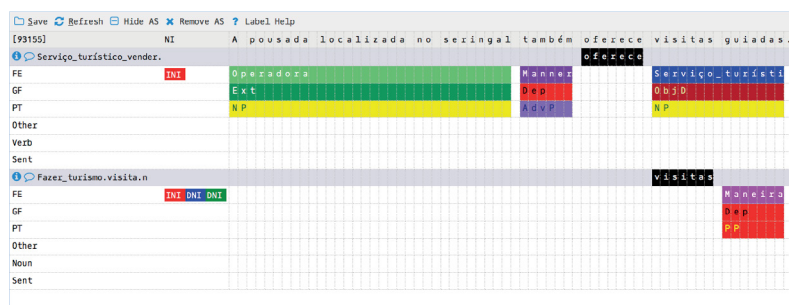 Save Refresh Hide AS Remove AS ? Label Help
[93155] NI A pousada localizada no seringal também oferece visitas guiadas.
Serviço_turístico_vender. oferece
FE INI Operadora Manner Serviço_turísti
GF Ext Dep ObjD
PT NP AdvP NP
Other
Verb
Sent
Fazer_turismo.visita.n visitas
FE INI DNI DNI Maneira
GF Dep
PT PP
Other
Noun
Sent